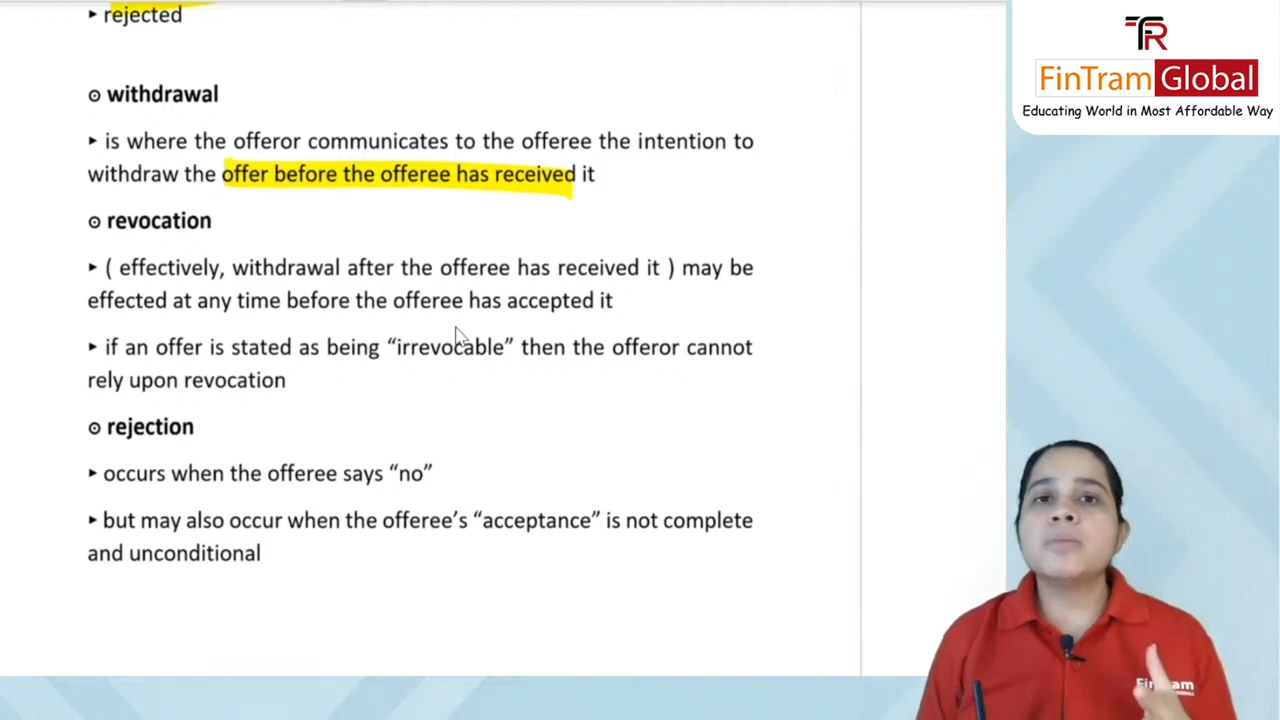 ‣ rejected
⊙ withdrawal
‣ is where the offeror communicates to the offeree the intention to
withdraw the offer before the offeree has received it
⊙ revocation
‣ ( effectively, withdrawal after the offeree has received it ) may be
effected at any time before the offeree has accepted it
‣ if an offer is stated as being “irrevocable” then the offeror cannot
rely upon revocation
⊙ rejection
‣ occurs when the offeree says “no”
‣ but may also occur when the offeree’s “acceptance” is not complete
and unconditional
FinTram Global
Educating World in Most Affordable Way